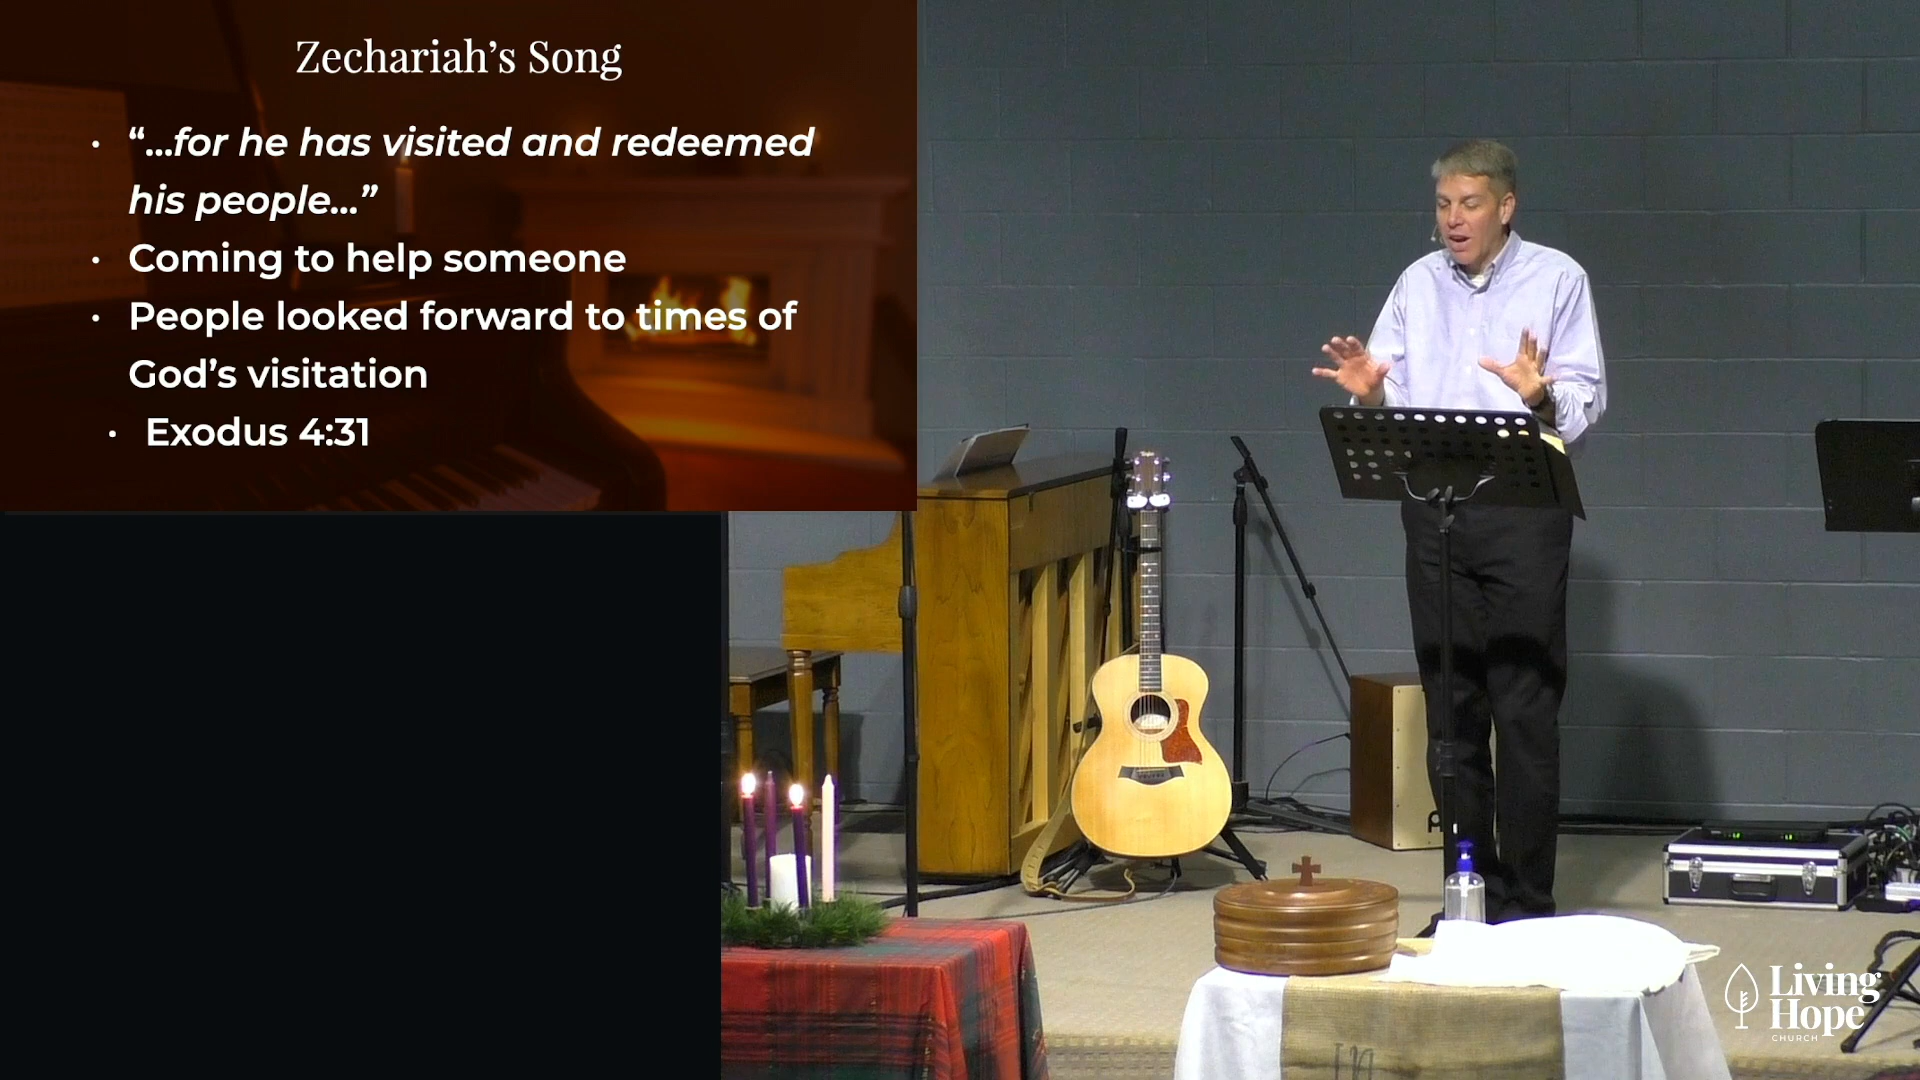 Zechariah’s Song
• “...for he has visited and redeemed
his people...”
• Coming to help someone
• People looked forward to times of
God’s visitation
• Exodus 4:31
Living
Hope
CHURCH